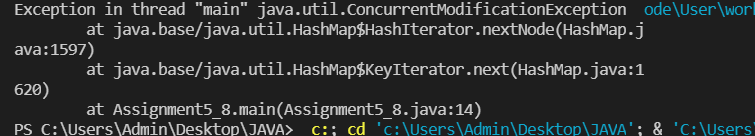 Exception in thread "main" java.util.ConcurrentModificationException  ode\User\wor
        at java.base/java.util.HashMap$HashIterator.nextNode(HashMap.j
ava:1597)
        at java.base/java.util.HashMap$KeyIterator.next(HashMap.java:1
620)
        at Assignment5_8.main(Assignment5_8.java:14)
PS C:\Users\Admin\Desktop\JAVA>  c:; cd 'c:\Users\Admin\Desktop\JAVA'; & 'C:\Users